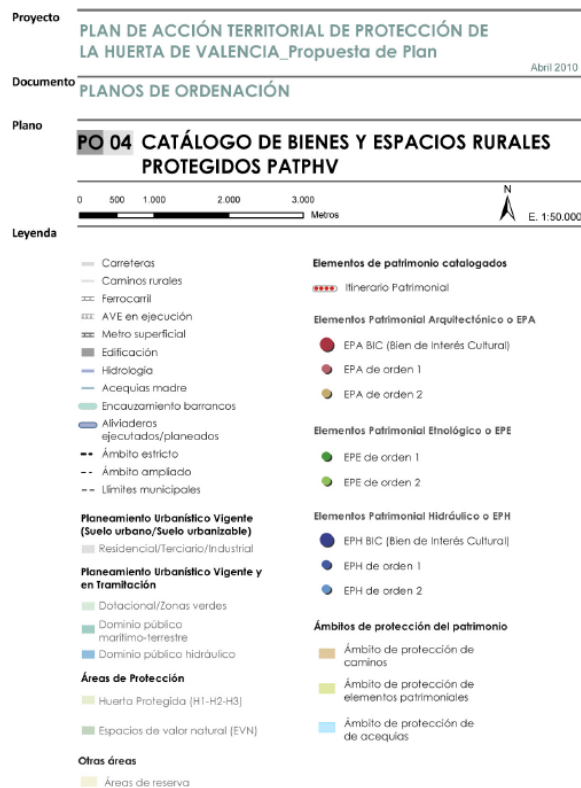 Proyecto
PLAN DE ACCIÓN TERRITORIAL DE PROTECCIÓN DE
LA HUERTA DE VALENCIA_Propuesta de Plan
Abril 2010
Documento
PLANOS DE ORDENACIÓN
Plano
PO 04 CATÁLOGO DE BIENES Y ESPACIOS RURALES
PROTEGIDOS PATPHV
0 500 1.000 2.000 3.000
Metros
N
E. 1:50.000
Leyenda
Carreteras
Caminos rurales
Ferrocarril
AVE en ejecución
Metro superficial
Edificación
Hidrología
Acequias madre
Encauzamiento barrancos
Aliviaderos
ejecutados/planeados
Ámbito estricto
Ámbito ampliado
Llímites municipales
Planeamiento Urbanístico Vigente
(Suelo urbano/Suelo urbanizable)
Residencial/Terciario/Industrial
Planeamiento Urbanístico Vigente y
en Tramitación
Dotacional/Zonas verdes
Dominio público
marítimo-terrestre
Dominio público hidráulico
Áreas de Protección
Huerta Protegida (H1-H2-H3)
Espacios de valor natural (EVN)
Otras áreas
Áreas de reserva
Elementos de patrimonio catalogados
Itinerario Patrimonial
Elementos Patrimonial Arquitectónico o EPA
EPA BIC (Bien de Interés Cultural)
EPA de orden 1
EPA de orden 2
Elementos Patrimonial Etnológico o EPE
EPE de orden 1
EPE de orden 2
Elementos Patrimonial Hidráulico o EPH
EPH BIC (Bien de Interés Cultural)
EPH de orden 1
EPH de orden 2
Ámbitos de protección del patrimonio
Ámbito de protección de
caminos
Ámbito de protección de
elementos patrimoniales
Ámbito de protección de
de acequias